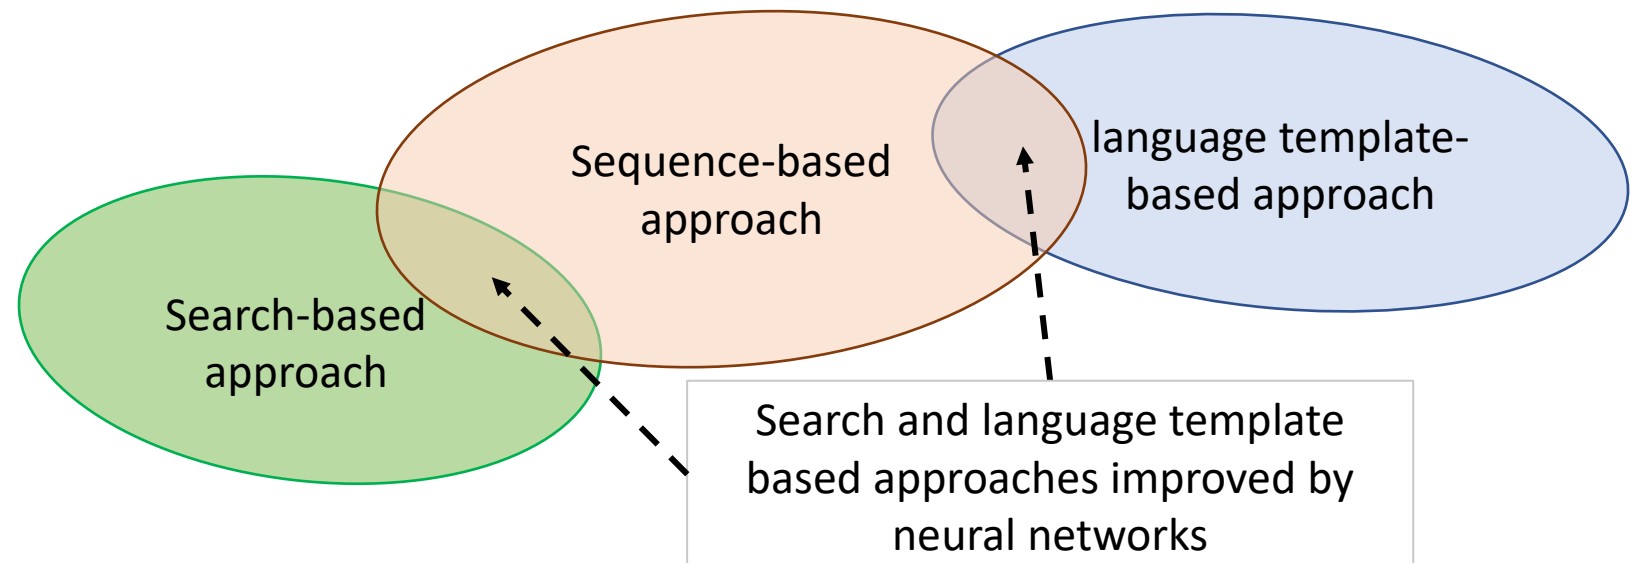 Sequence-based
approach
language template-
based approach
Search-based
approach
Search and language template
based approaches improved by
neural networks